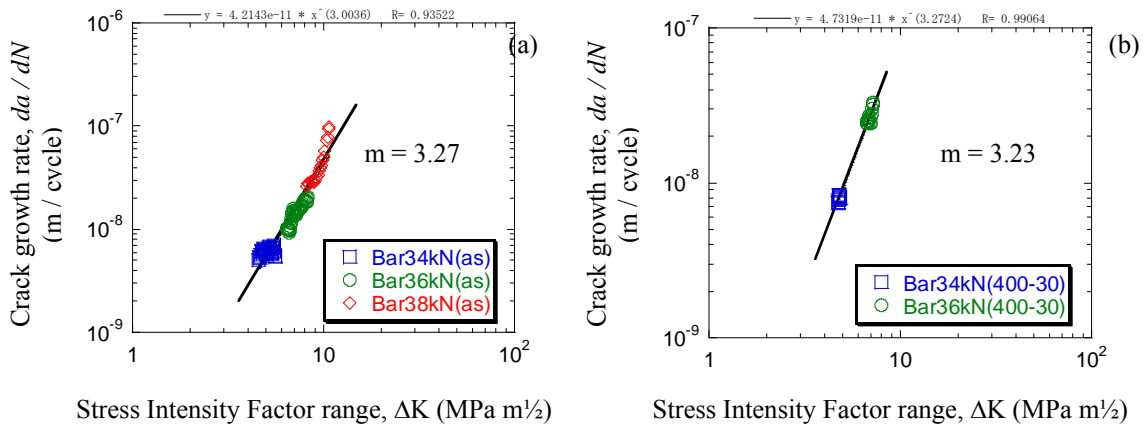 y = 4.2143e-11 * x^(3.0036) R= 0.93522
(a)
Crack growth rate, da / dN
(m / cycle)
10-6
10-7
10-8
10-9
m = 3.27
Bar34kN(as)
Bar36kN(as)
Bar38kN(as)
1
10
10²
Stress Intensity Factor range, ΔK (MPa m½)
y = 4.7319e-11 * x^(3.2724) R= 0.99064
(b)
Crack growth rate, da / dN
(m / cycle)
10-7
10-8
10-9
m = 3.23
Bar34kN(400-30)
Bar36kN(400-30)
1
10
10²
Stress Intensity Factor range, ΔK (MPa m½)